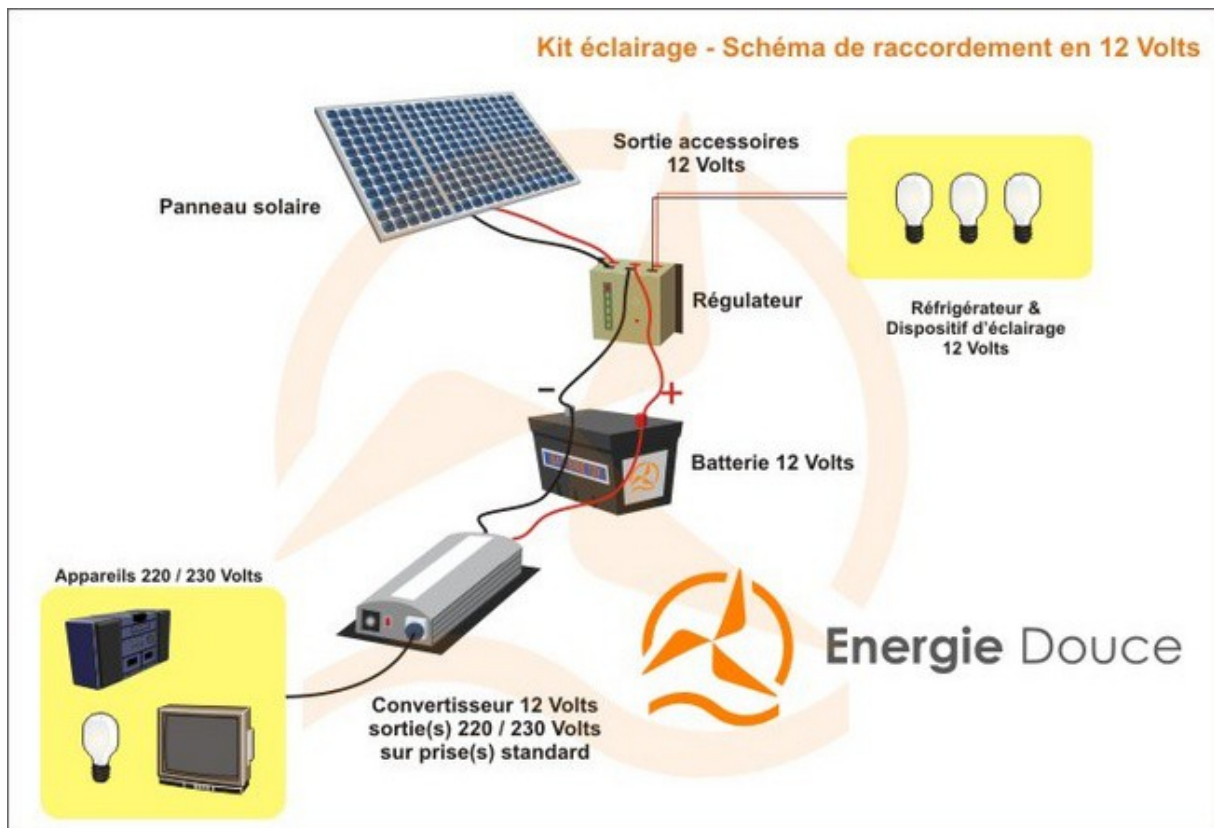 Kit éclairage - Schéma de raccordement en 12 Volts
Sortie accessoires
12 Volts
Panneau solaire
Régulateur
Réfrigérateur &
Dispositif d'éclairage
12 Volts
–
+
Batterie 12 Volts
Appareils 220 / 230 Volts
Energie Douce
Convertisseur 12 Volts
sortie(s) 220 / 230 Volts
sur prise(s) standard